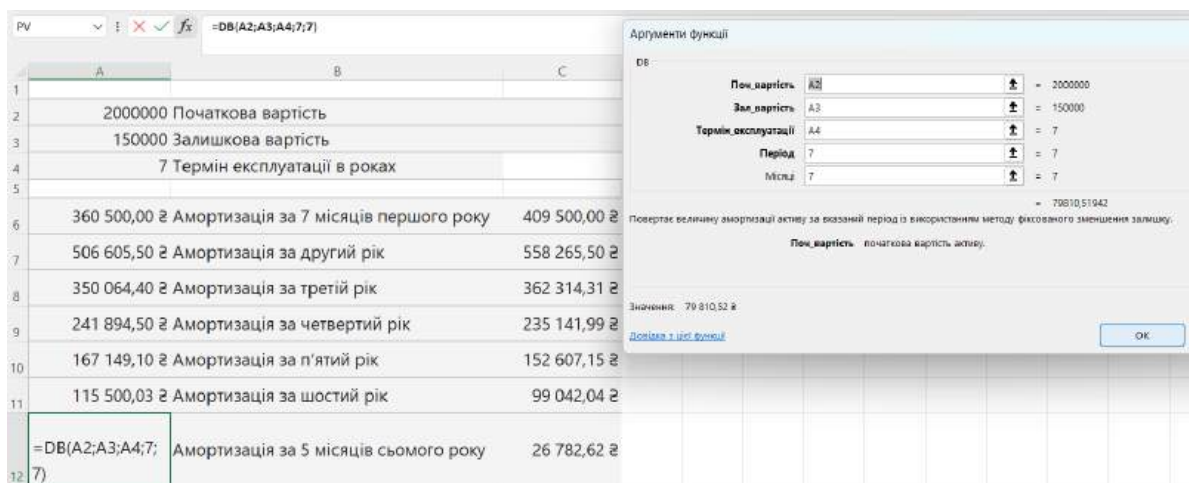 PV =DB(A2;A3;A4;7;7)
A B C
1
2 2000000 Початкова вартість
3 150000 Залишкова вартість
4 7 Термін експлуатації в роках
5
6 360 500,00 ₴ Амортизація за 7 місяців першого року 409 500,00 ₴
7 506 605,50 ₴ Амортизація за другий рік 558 265,50 ₴
8 350 064,40 ₴ Амортизація за третій рік 362 314,31 ₴
9 241 894,50 ₴ Амортизація за четвертий рік 235 141,99 ₴
10 167 149,10 ₴ Амортизація за п'ятий рік 152 607,15 ₴
11 115 500,03 ₴ Амортизація за шостий рік 99 042,04 ₴
=DB(A2;A3;A4;7;
12 7) Амортизація за 5 місяців сьомого року 26 782,62 ₴
Аргументи функції
DB
Поч_вартість A2 = 2000000
Зал_вартість A3 = 150000
Термін_експлуатації A4 = 7
Період 7 = 7
Місяці 7 = 7
= 79810,51942
Повертає величину амортизації активу за вказаний період із використанням методу фіксованого зменшення залишку.
Поч_вартість початкова вартість активу.
Значення: 79 810,52 ₴
Довідка з цієї функції
ОК